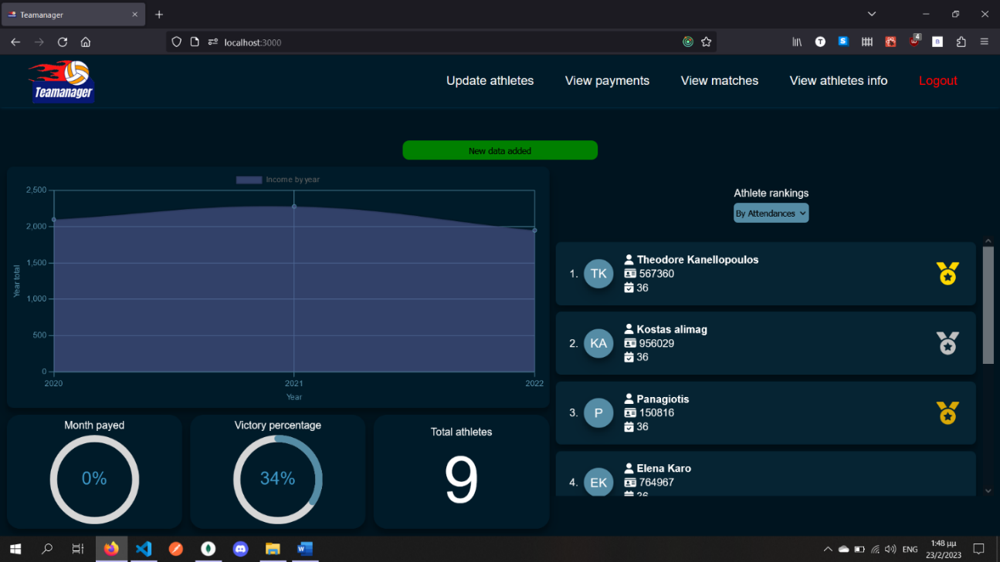 Teamanager
localhost:3000
T
S
4
B
Teamanager
Update athletes
View payments
View matches
View athletes info
Logout
New data added
Income by year
2,500
2,000
1,500
1,000
500
0
Year total
2020
2021
2022
Year
Athlete rankings
By Attendances
1.
TK
Theodore Kanellopoulos
567360
36
2.
KA
Kostas alimag
956029
36
3.
P
Panagiotis
150816
36
4.
EK
Elena Karo
764967
36
Month payed
0%
Victory percentage
34%
Total athletes
9
W
ENG
1:48 μμ
23/2/2023